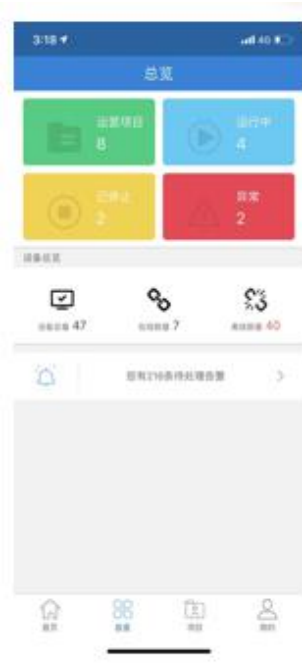 3:18
4G
总览
运营项目
8
运行中
4
已停止
2
异常
2
设备总览
设备总量 47
在线数量 7
离线数量 40
您有216条待处理告警
首页
数量
项目
我的